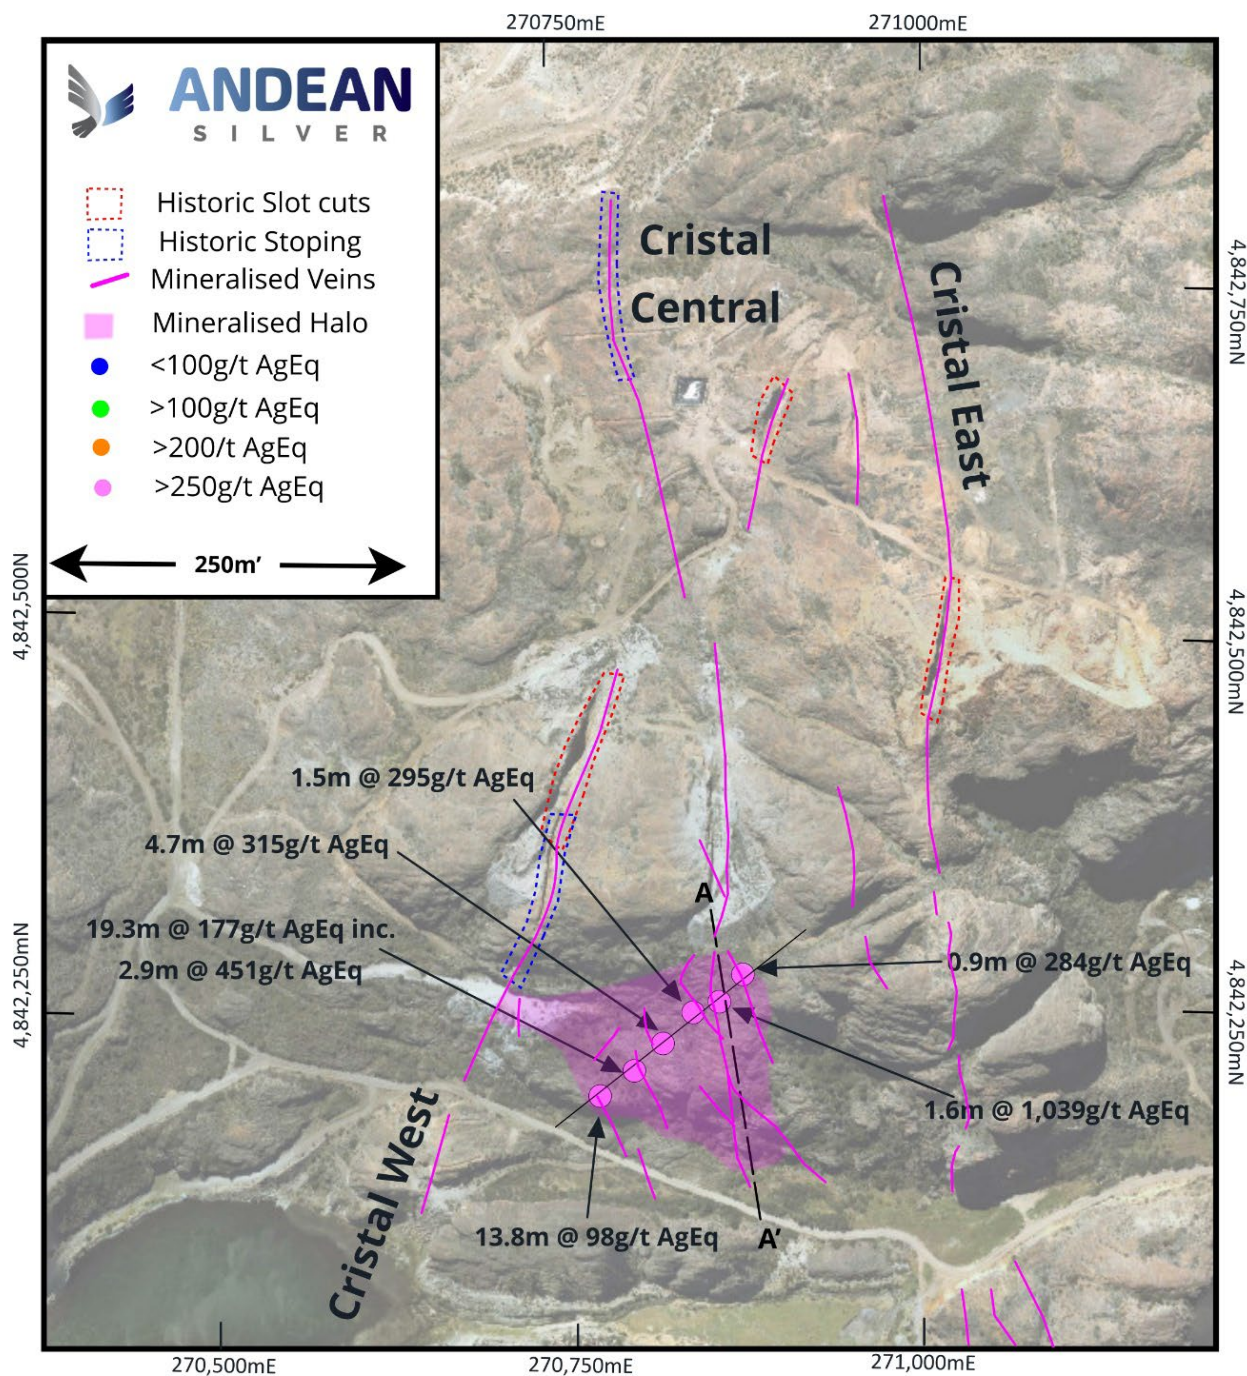 270750mE
271000mE
ANDEAN
SILVER
Historic Slot cuts
Historic Stoping
Mineralised Veins
Mineralised Halo
<100g/t AgEq
>100g/t AgEq
>200/t AgEq
>250g/t AgEq
250m'
Cristal
Central
Cristal East
4,842,750mN
4,842,500N
4,842,500mN
1.5m @ 295g/t AgEq
4.7m @ 315g/t AgEq
A
19.3m @ 177g/t AgEq inc.
2.9m @ 451g/t AgEq
0.9m @ 284g/t AgEq
4,842,250mN
4,842,250mN
1.6m @ 1,039g/t AgEq
Cristal West
13.8m @ 98g/t AgEq
A'
270,500mE
270,750mE
271,000mE